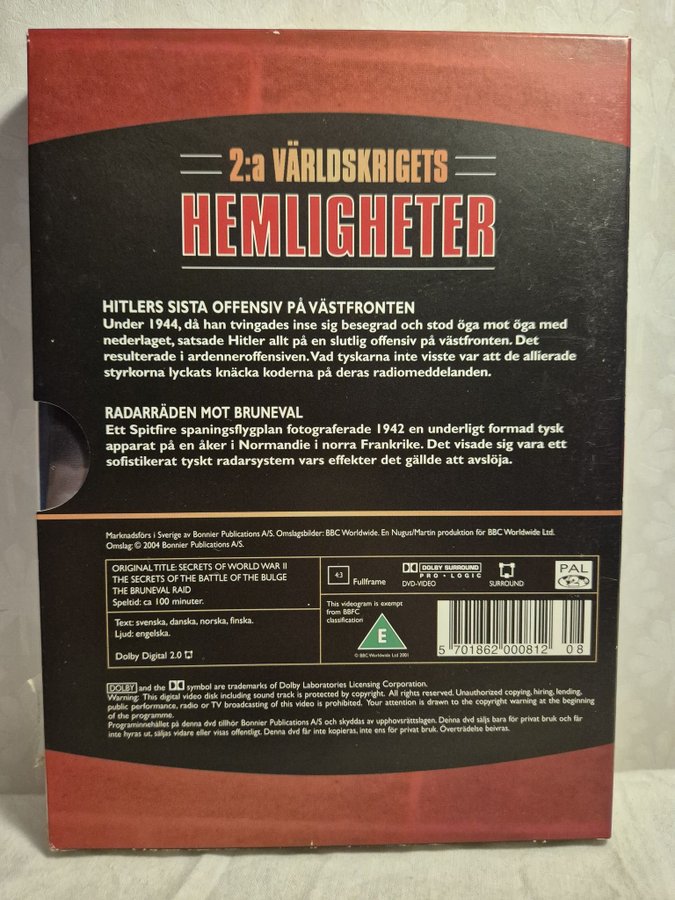 2:a VÄRLDSKRIGETS
HEMLIGHETER
HITLERS SISTA OFFENSIV PÅ VÄSTFRONTEN
Under 1944, då han tvingades inse sig besegrad och stod öga mot öga med
nederlaget, satsade Hitler allt på en slutlig offensiv på västfronten. Det
resulterade i ardenneroffensiven. Vad tyskarna inte visste var att de allierade
styrkorna lyckats knäcka koderna på deras radiomeddelanden.
RADARRÄDEN MOT BRUNEVAL
Ett Spitfire spaningsflygplan fotograferade 1942 en underligt formad tysk
apparat på en åker i Normandie i norra Frankrike. Det visade sig vara ett
sofistikerat tyskt radarsystem vars effekter det gällde att avslöja.
Marknadsförs i Sverige av Bonnier Publications A/S. Omslagsbilder: BBC Worldwide. En Nugus/Martin produktion för BBC Worldwide Ltd.
Omslag: © 2004 Bonnier Publications A/S.
ORIGINAL TITLE: SECRETS OF WORLD WAR II
THE SECRETS OF THE BATTLE OF THE BULGE
THE BRUNEVAL RAID
Speltid: ca 100 minuter.
Text: svenska, danska, norska, finska.
Ljud: engelska.
Dolby Digital 2.0
4:3 Fullframe
DOLBY SURROUND
PRO • LOGIC
DVD-VIDEO
SURROUND
PAL
2
This videogram is exempt
from BBFC
classification
E
© BBC Worldwide Ltd 2001
5 701862 000812 08
DOLBY and the symbol are trademarks of Dolby Laboratories Licensing Corporation.
Warning: This digital video disk including sound track is protected by copyright. All rights reserved. Unauthorized copying, hiring, lending,
public performance, radio or TV broadcasting of this video is prohibited. Your attention is drawn to the copyright warning at the beginning
of the programme.
Programinnehållet på denna dvd tillhör Bonnier Publications A/S och skyddas av upphovsrättslagen. Denna dvd säljs bara för privat bruk och får
inte hyras ut, säljas vidare eller visas offentligt. Denna dvd får inte kopieras, inte ens för privat bruk. Överträdelse beivras.